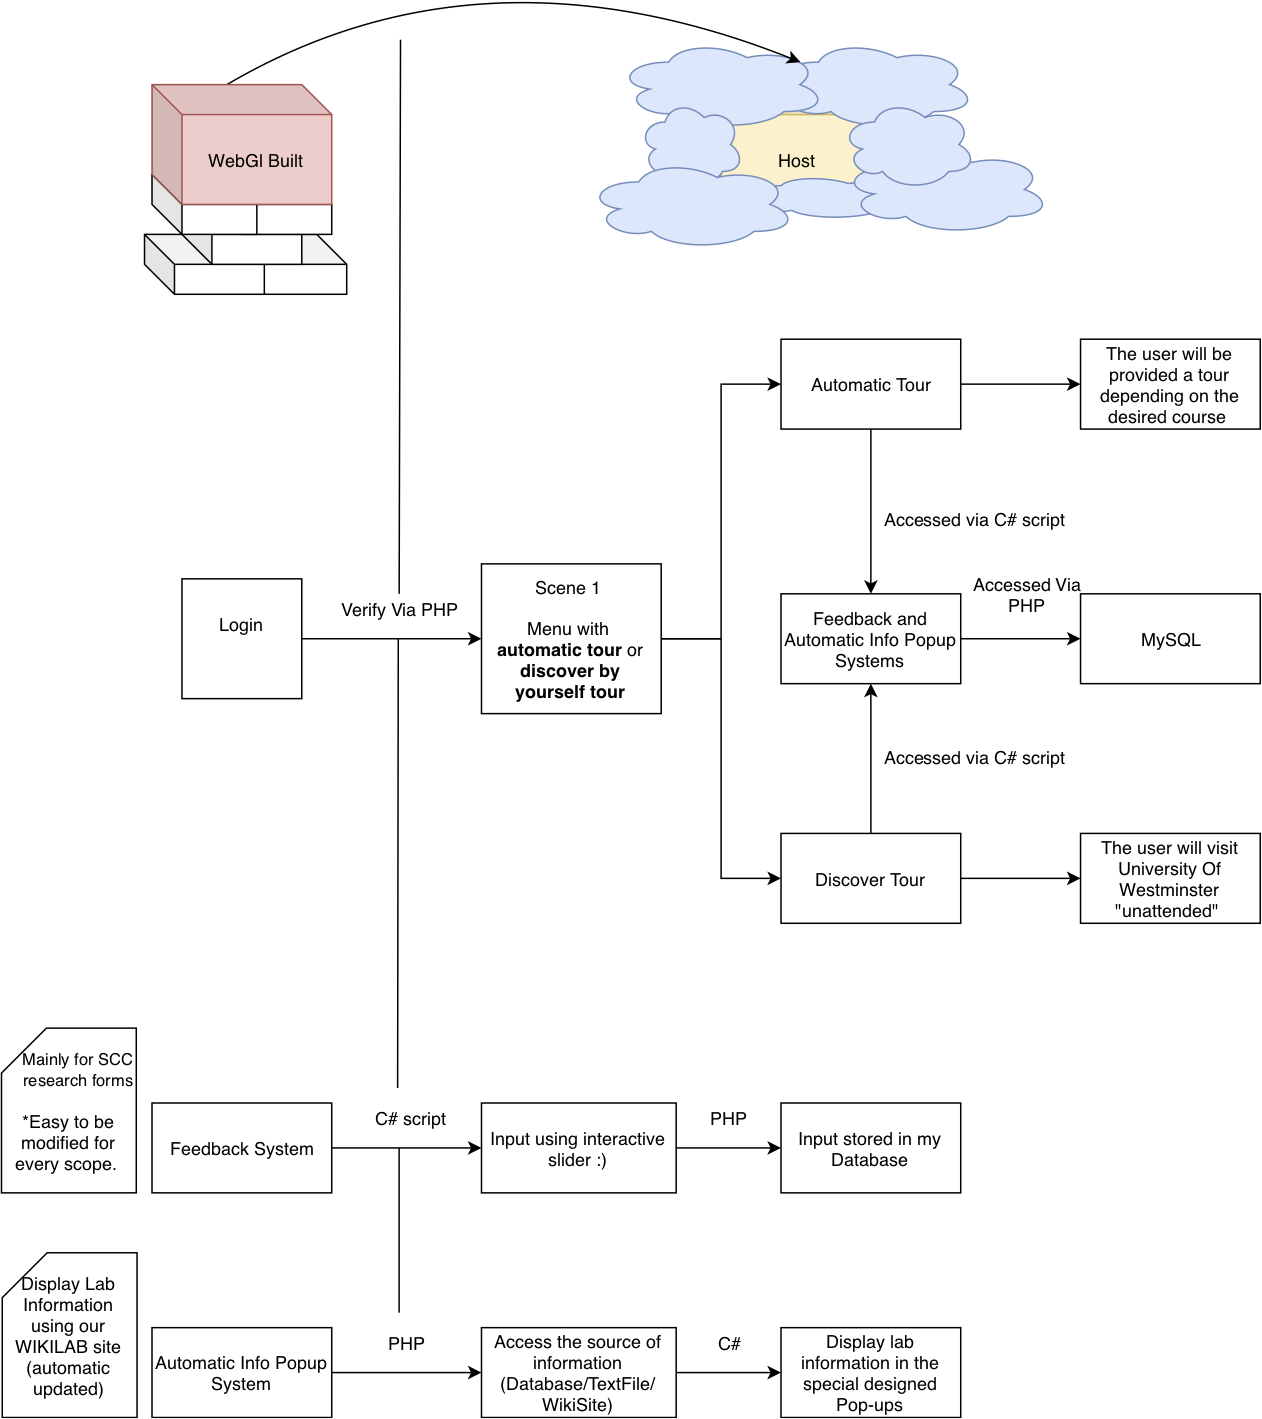 WebGl Built
Host
Automatic Tour
The user will be
provided a tour
depending on the
desired course
Accessed via C# script
Login
Verify Via PHP
Scene 1
Menu with
automatic tour or
discover by
yourself tour
Feedback and
Automatic Info Popup
Systems
Accessed Via
PHP
MySQL
Accessed via C# script
Discover Tour
The user will visit
University Of
Westminster
"unattended"
Mainly for SCC
research forms
*Easy to be
modified for
every scope.
Feedback System
C# script
Input using interactive
slider :)
PHP
Input stored in my
Database
Display Lab
Information
using our
WIKILAB site
(automatic
updated)
Automatic Info Popup
System
PHP
Access the source of
information
(Database/TextFile/
WikiSite)
C#
Display lab
information in the
special designed
Pop-ups